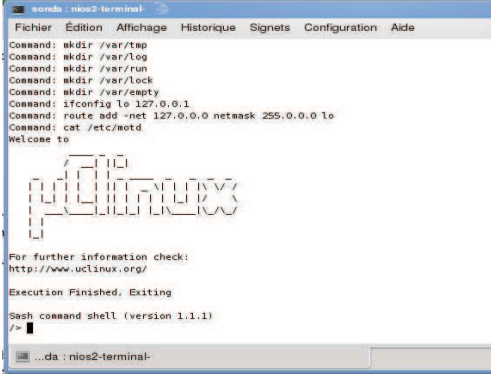 sonda : nios2-terminal-
Fichier Édition Affichage Historique Signets Configuration Aide
Command: mkdir /var/tmp
Command: mkdir /var/log
Command: mkdir /var/run
Command: mkdir /var/lock
Command: mkdir /var/empty
Command: ifconfig lo 127.0.0.1
Command: route add -net 127.0.0.0 netmask 255.0.0.0 lo
Command: cat /etc/motd
Welcome to
µClinux
For further information check:
http://www.uclinux.org/
Execution Finished, Exiting
Sash command shell (version 1.1.1)
/>
...da : nios2-terminal-